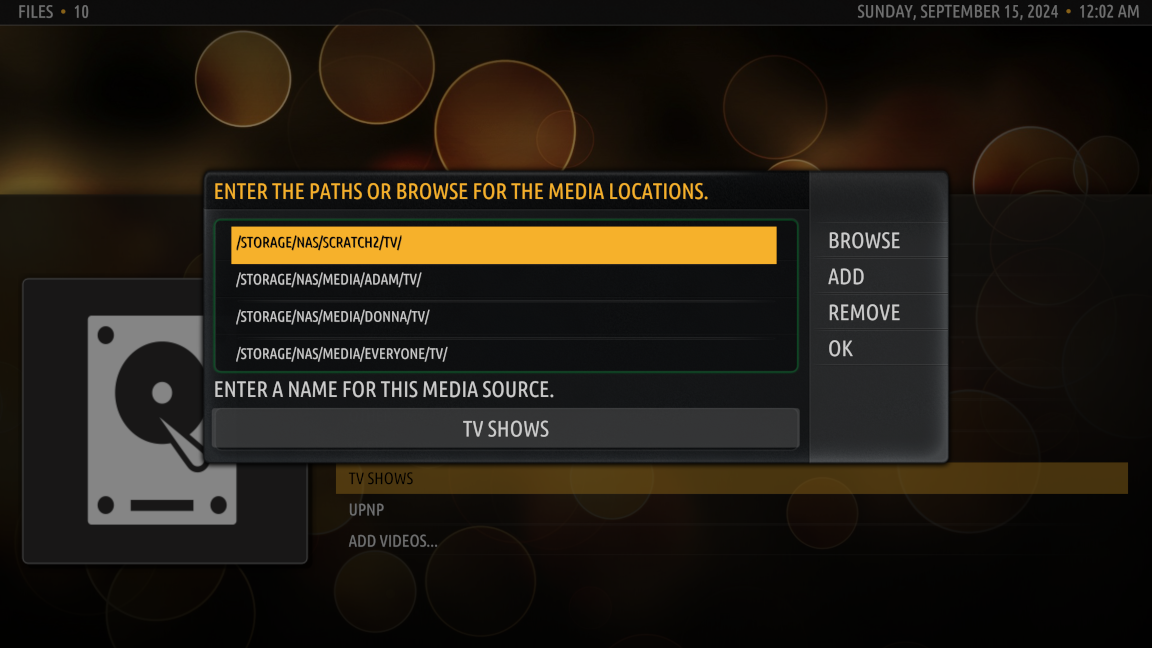 FILES • 10
SUNDAY, SEPTEMBER 15, 2024 • 12:02 AM
ENTER THE PATHS OR BROWSE FOR THE MEDIA LOCATIONS.
/STORAGE/NAS/SCRATCH2/TV/
/STORAGE/NAS/MEDIA/ADAM/TV/
/STORAGE/NAS/MEDIA/DONNA/TV/
/STORAGE/NAS/MEDIA/EVERYONE/TV/
BROWSE
ADD
REMOVE
OK
ENTER A NAME FOR THIS MEDIA SOURCE.
TV SHOWS
TV SHOWS
UPNP
ADD VIDEOS...